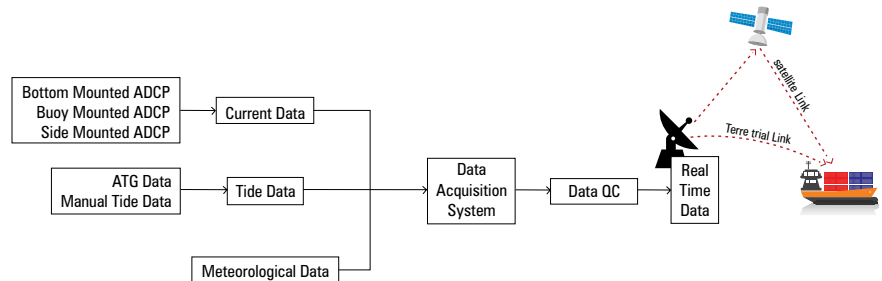 Bottom Mounted ADCP
Buoy Mounted ADCP
Side Mounted ADCP
Current Data
ATG Data
Manual Tide Data
Tide Data
Meteorological Data
Data
Acquisition
System
Data QC
Real
Time
Data
satellite Link
Terre trial Link